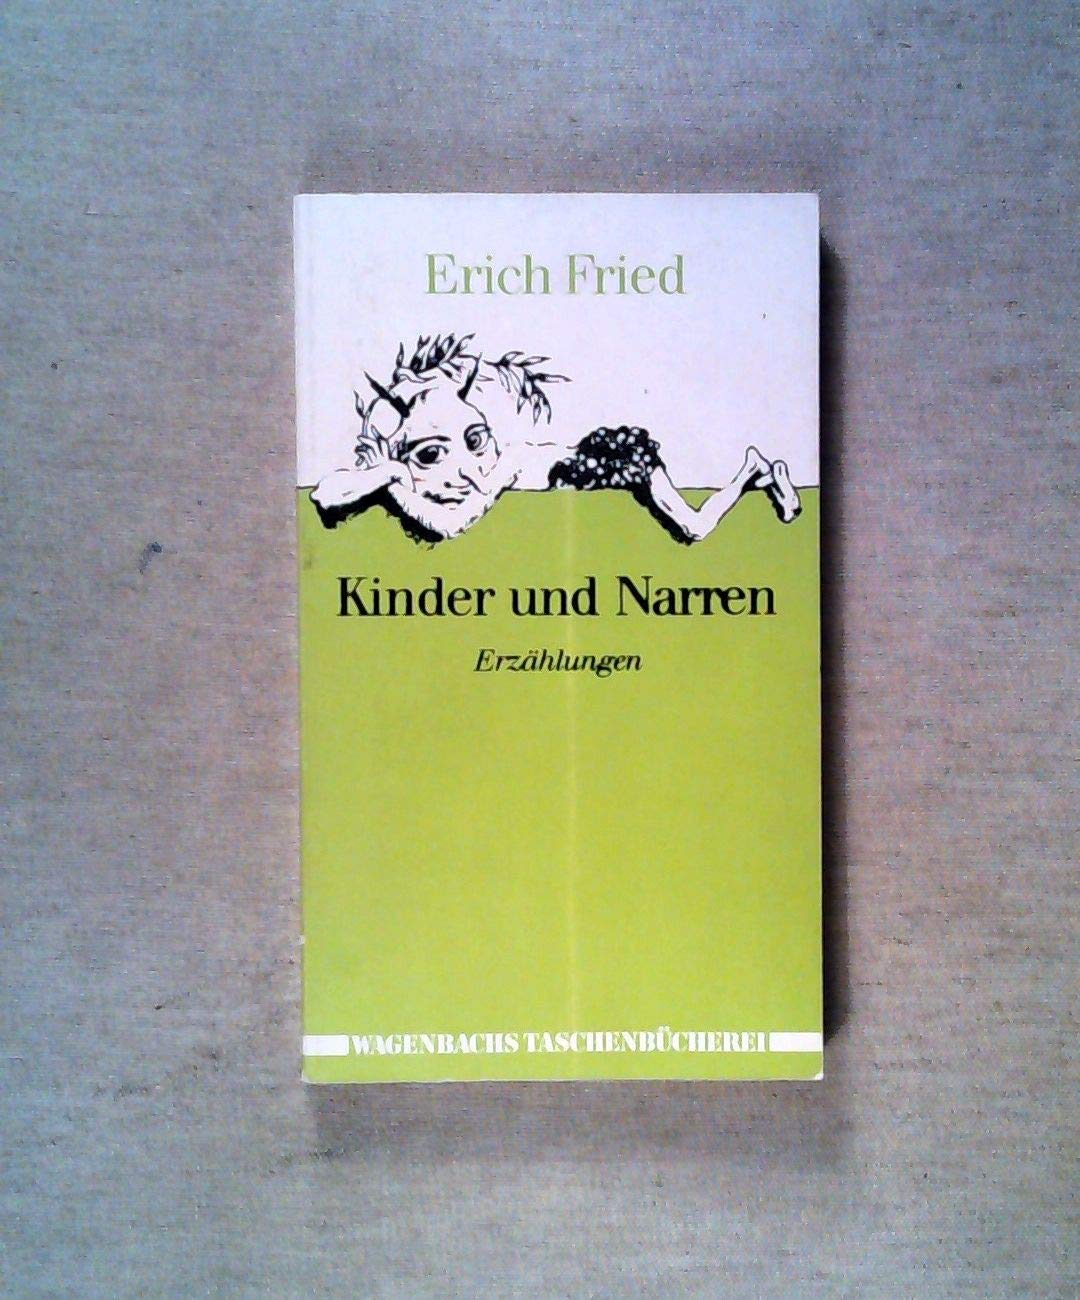 Erich Fried
Kinder und Narren
Erzählungen
WAGENBACHS TASCHENBÜCHEREI